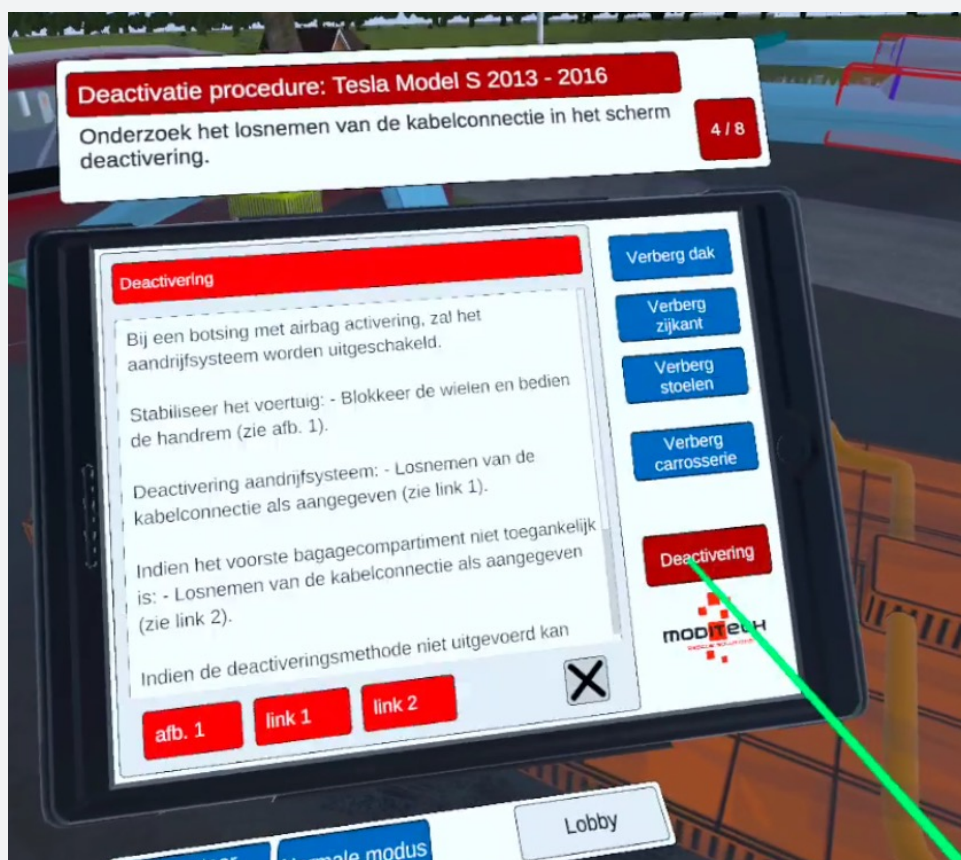 Deactivatie procedure: Tesla Model S 2013 - 2016
Onderzoek het losnemen van de kabelconnectie in het scherm
deactivering.
4 / 8
Deactivering
Bij een botsing met airbag activering, zal het
aandrijfsysteem worden uitgeschakeld.
Stabiliseer het voertuig: - Blokkeer de wielen en bedien
de handrem (zie afb. 1).
Deactivering aandrijfsysteem: - Losnemen van de
kabelconnectie als aangegeven (zie link 1).
Indien het voorste bagagecompartiment niet toegankelijk
is: - Losnemen van de kabelconnectie als aangegeven
(zie link 2).
Indien de deactiveringsmethode niet uitgevoerd kan
afb. 1
link 1
link 2
Verberg dak
Verberg
zijkant
Verberg
stoelen
Verberg
carrosserie
Deactivering
MODITECH
modus
Lobby